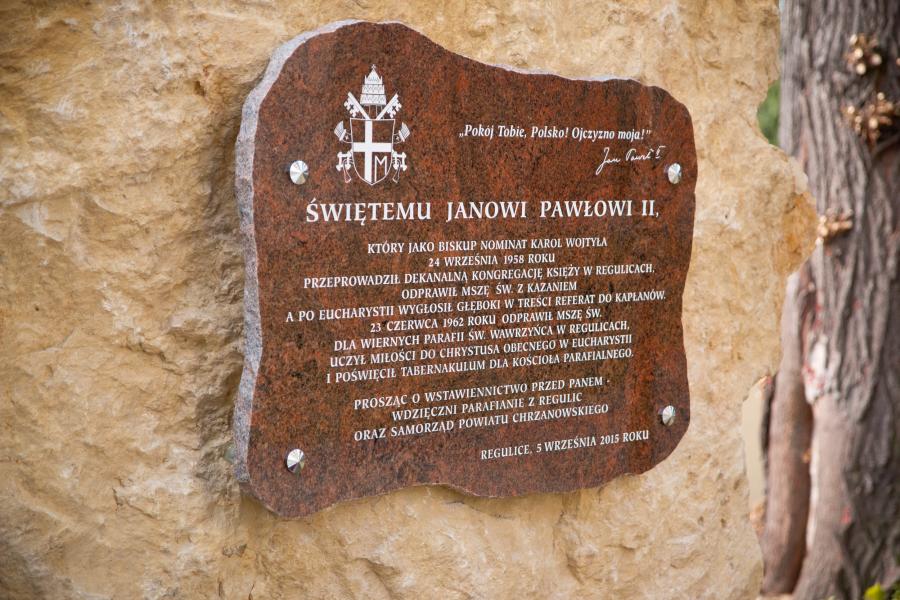 „Pokój Tobie, Polsko! Ojczyzno moja!”
Jan Paweł II
M
ŚWIĘTEMU JANOWI PAWŁOWI II,
KTÓRY JAKO BISKUP NOMINAT KAROL WOJTYŁA
24 WRZEŚNIA 1958 ROKU
PRZEPROWADZIŁ DEKANALNĄ KONGREGACJĘ KSIĘŻY W REGULICACH,
ODPRAWIŁ MSZĘ ŚW. Z KAZANIEM
A PO EUCHARYSTII WYGŁOSIŁ GŁĘBOKI W TREŚCI REFERAT DO KAPŁANÓW.
23 CZERWCA 1962 ROKU ODPRAWIŁ MSZĘ ŚW.
DLA WIERNYCH PARAFII ŚW. WAWRZYŃCA W REGULICACH,
UCZYŁ MIŁOŚCI DO CHRYSTUSA OBECNEGO W EUCHARYSTII
I POŚWIĘCIŁ TABERNAKULUM DLA KOŚCIOŁA PARAFIALNEGO.
PROSZĄC O WSTAWIENNICTWO PRZED PANEM -
WDZIĘCZNI PARAFIANIE Z REGULIC
ORAZ SAMORZĄD POWIATU CHRZANOWSKIEGO
REGULICE, 5 WRZEŚNIA 2015 ROKU